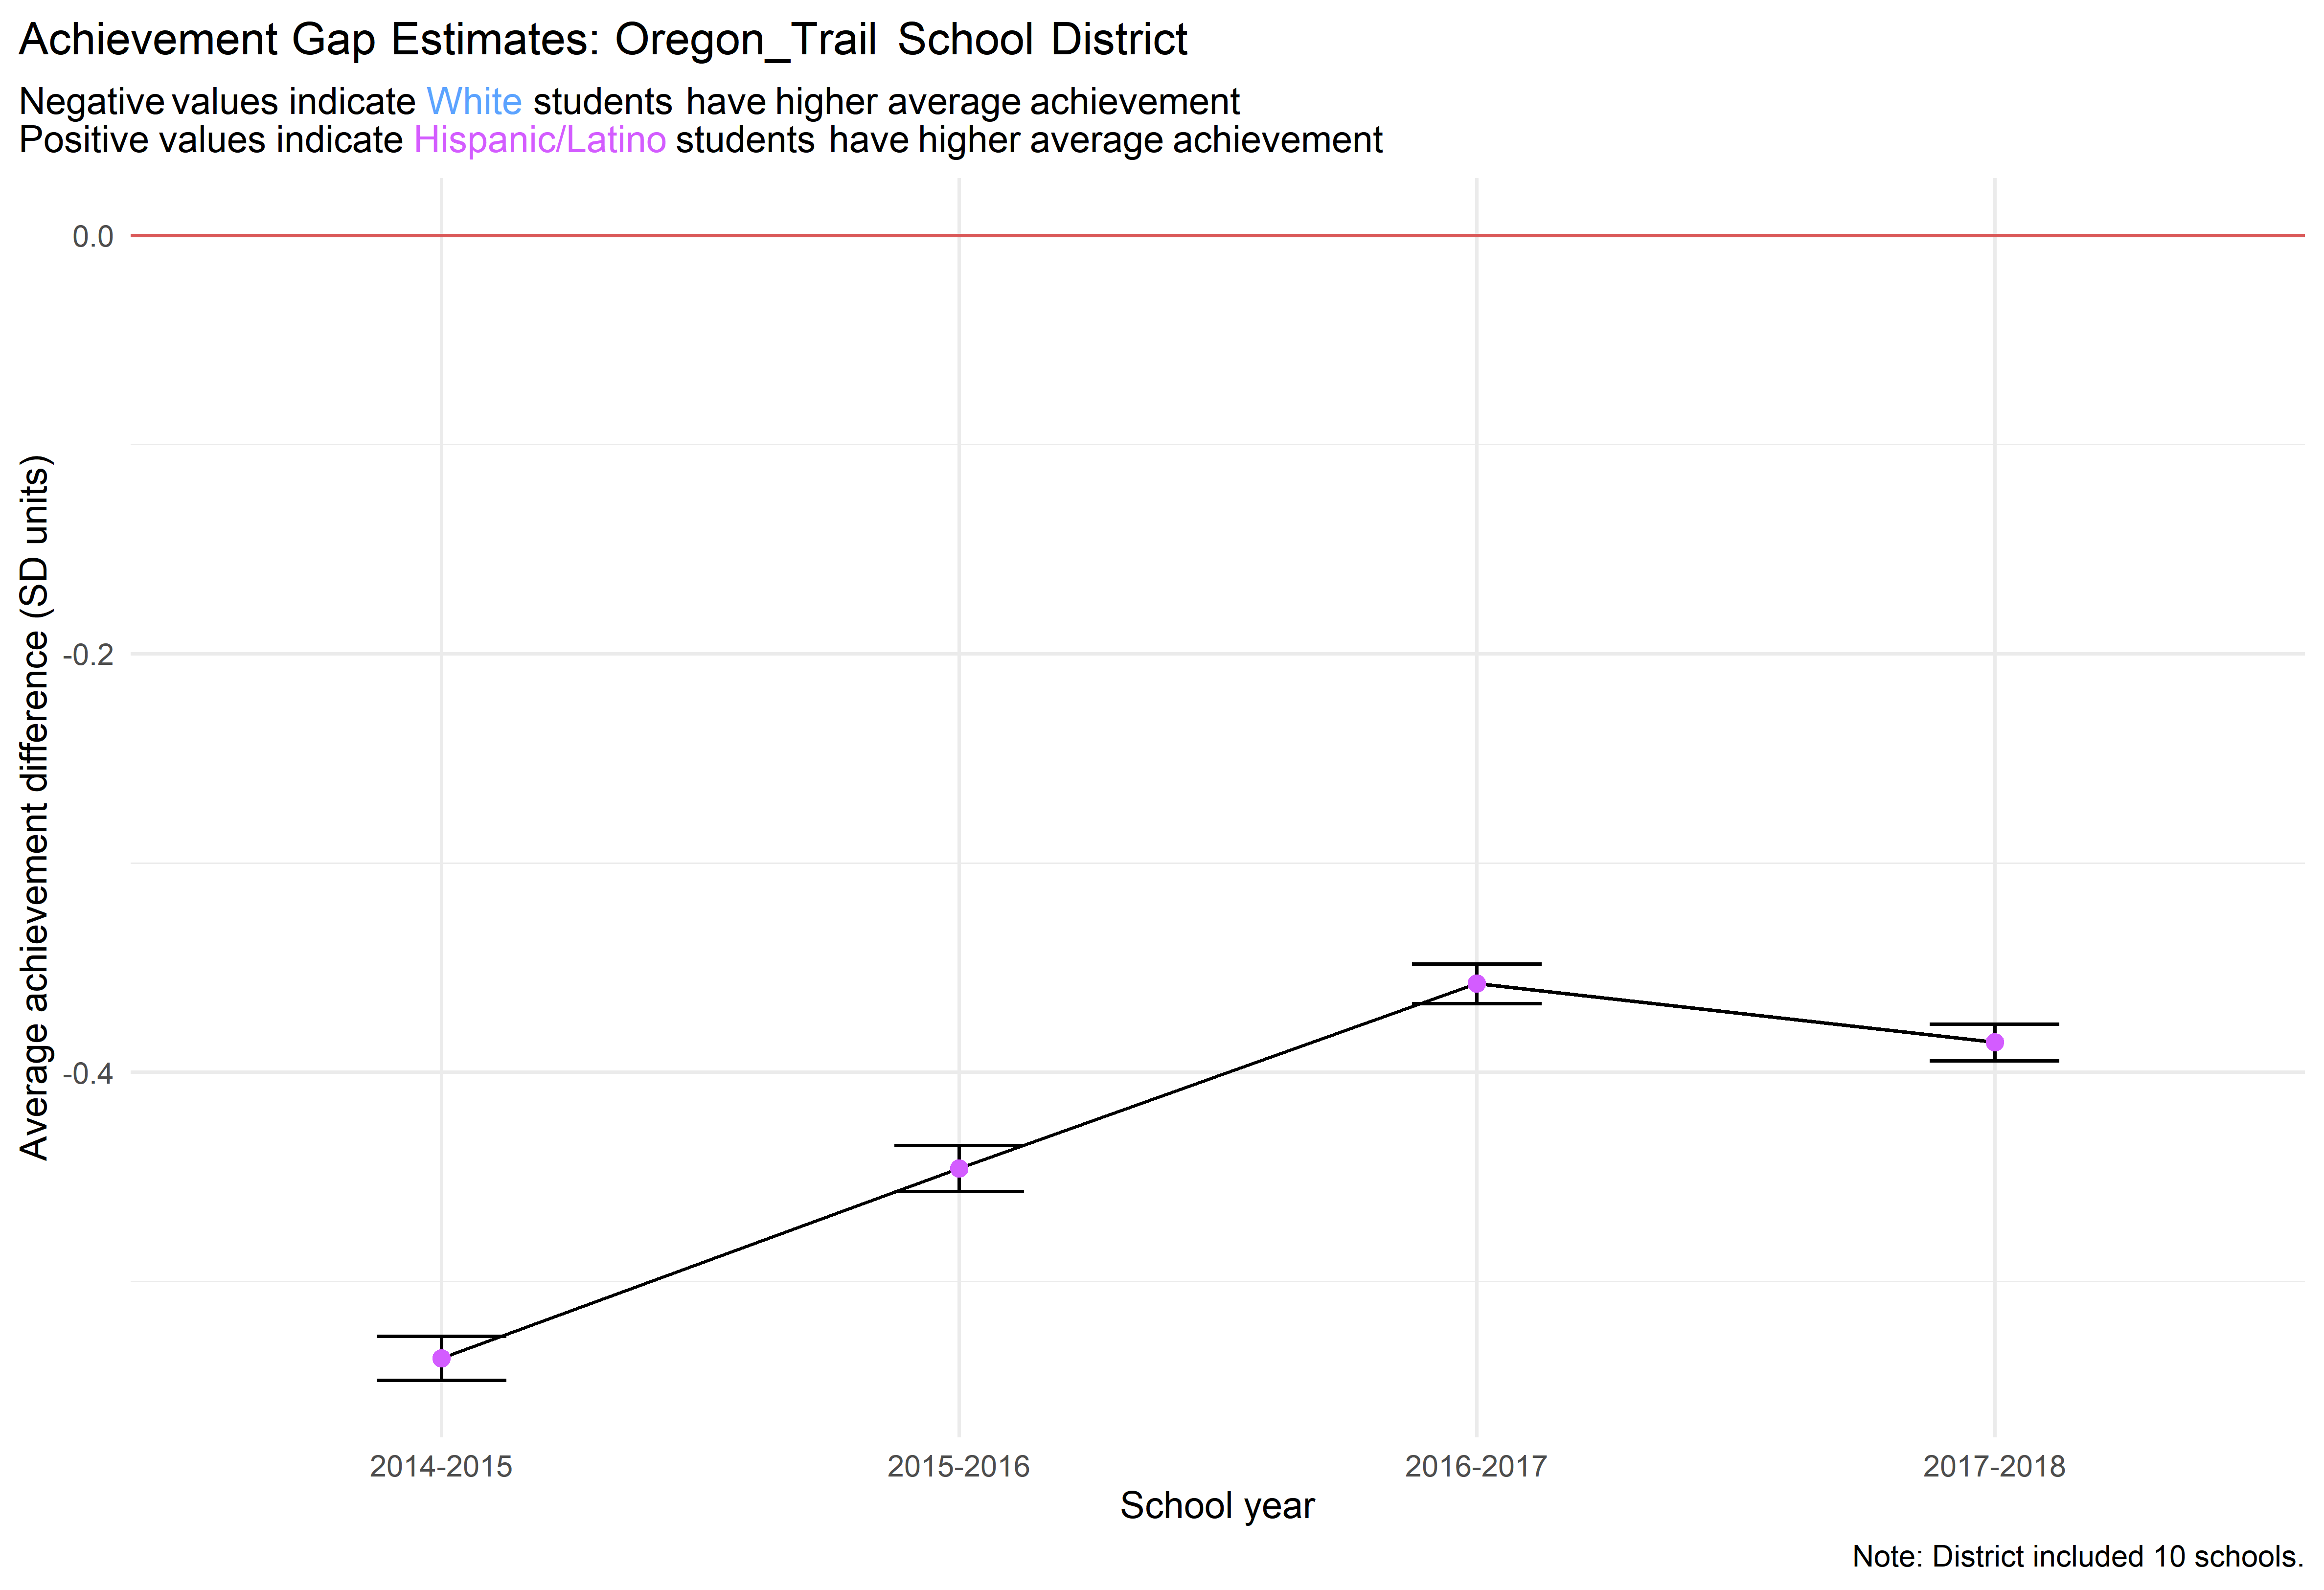 Achievement Gap Estimates: Oregon_Trail School District
Negative values indicate White students have higher average achievement
Positive values indicate Hispanic/Latino students have higher average achievement
Average achievement difference (SD units)
0.0
-0.2
-0.4
2014-2015
2015-2016
2016-2017
2017-2018
School year
Note: District included 10 schools.